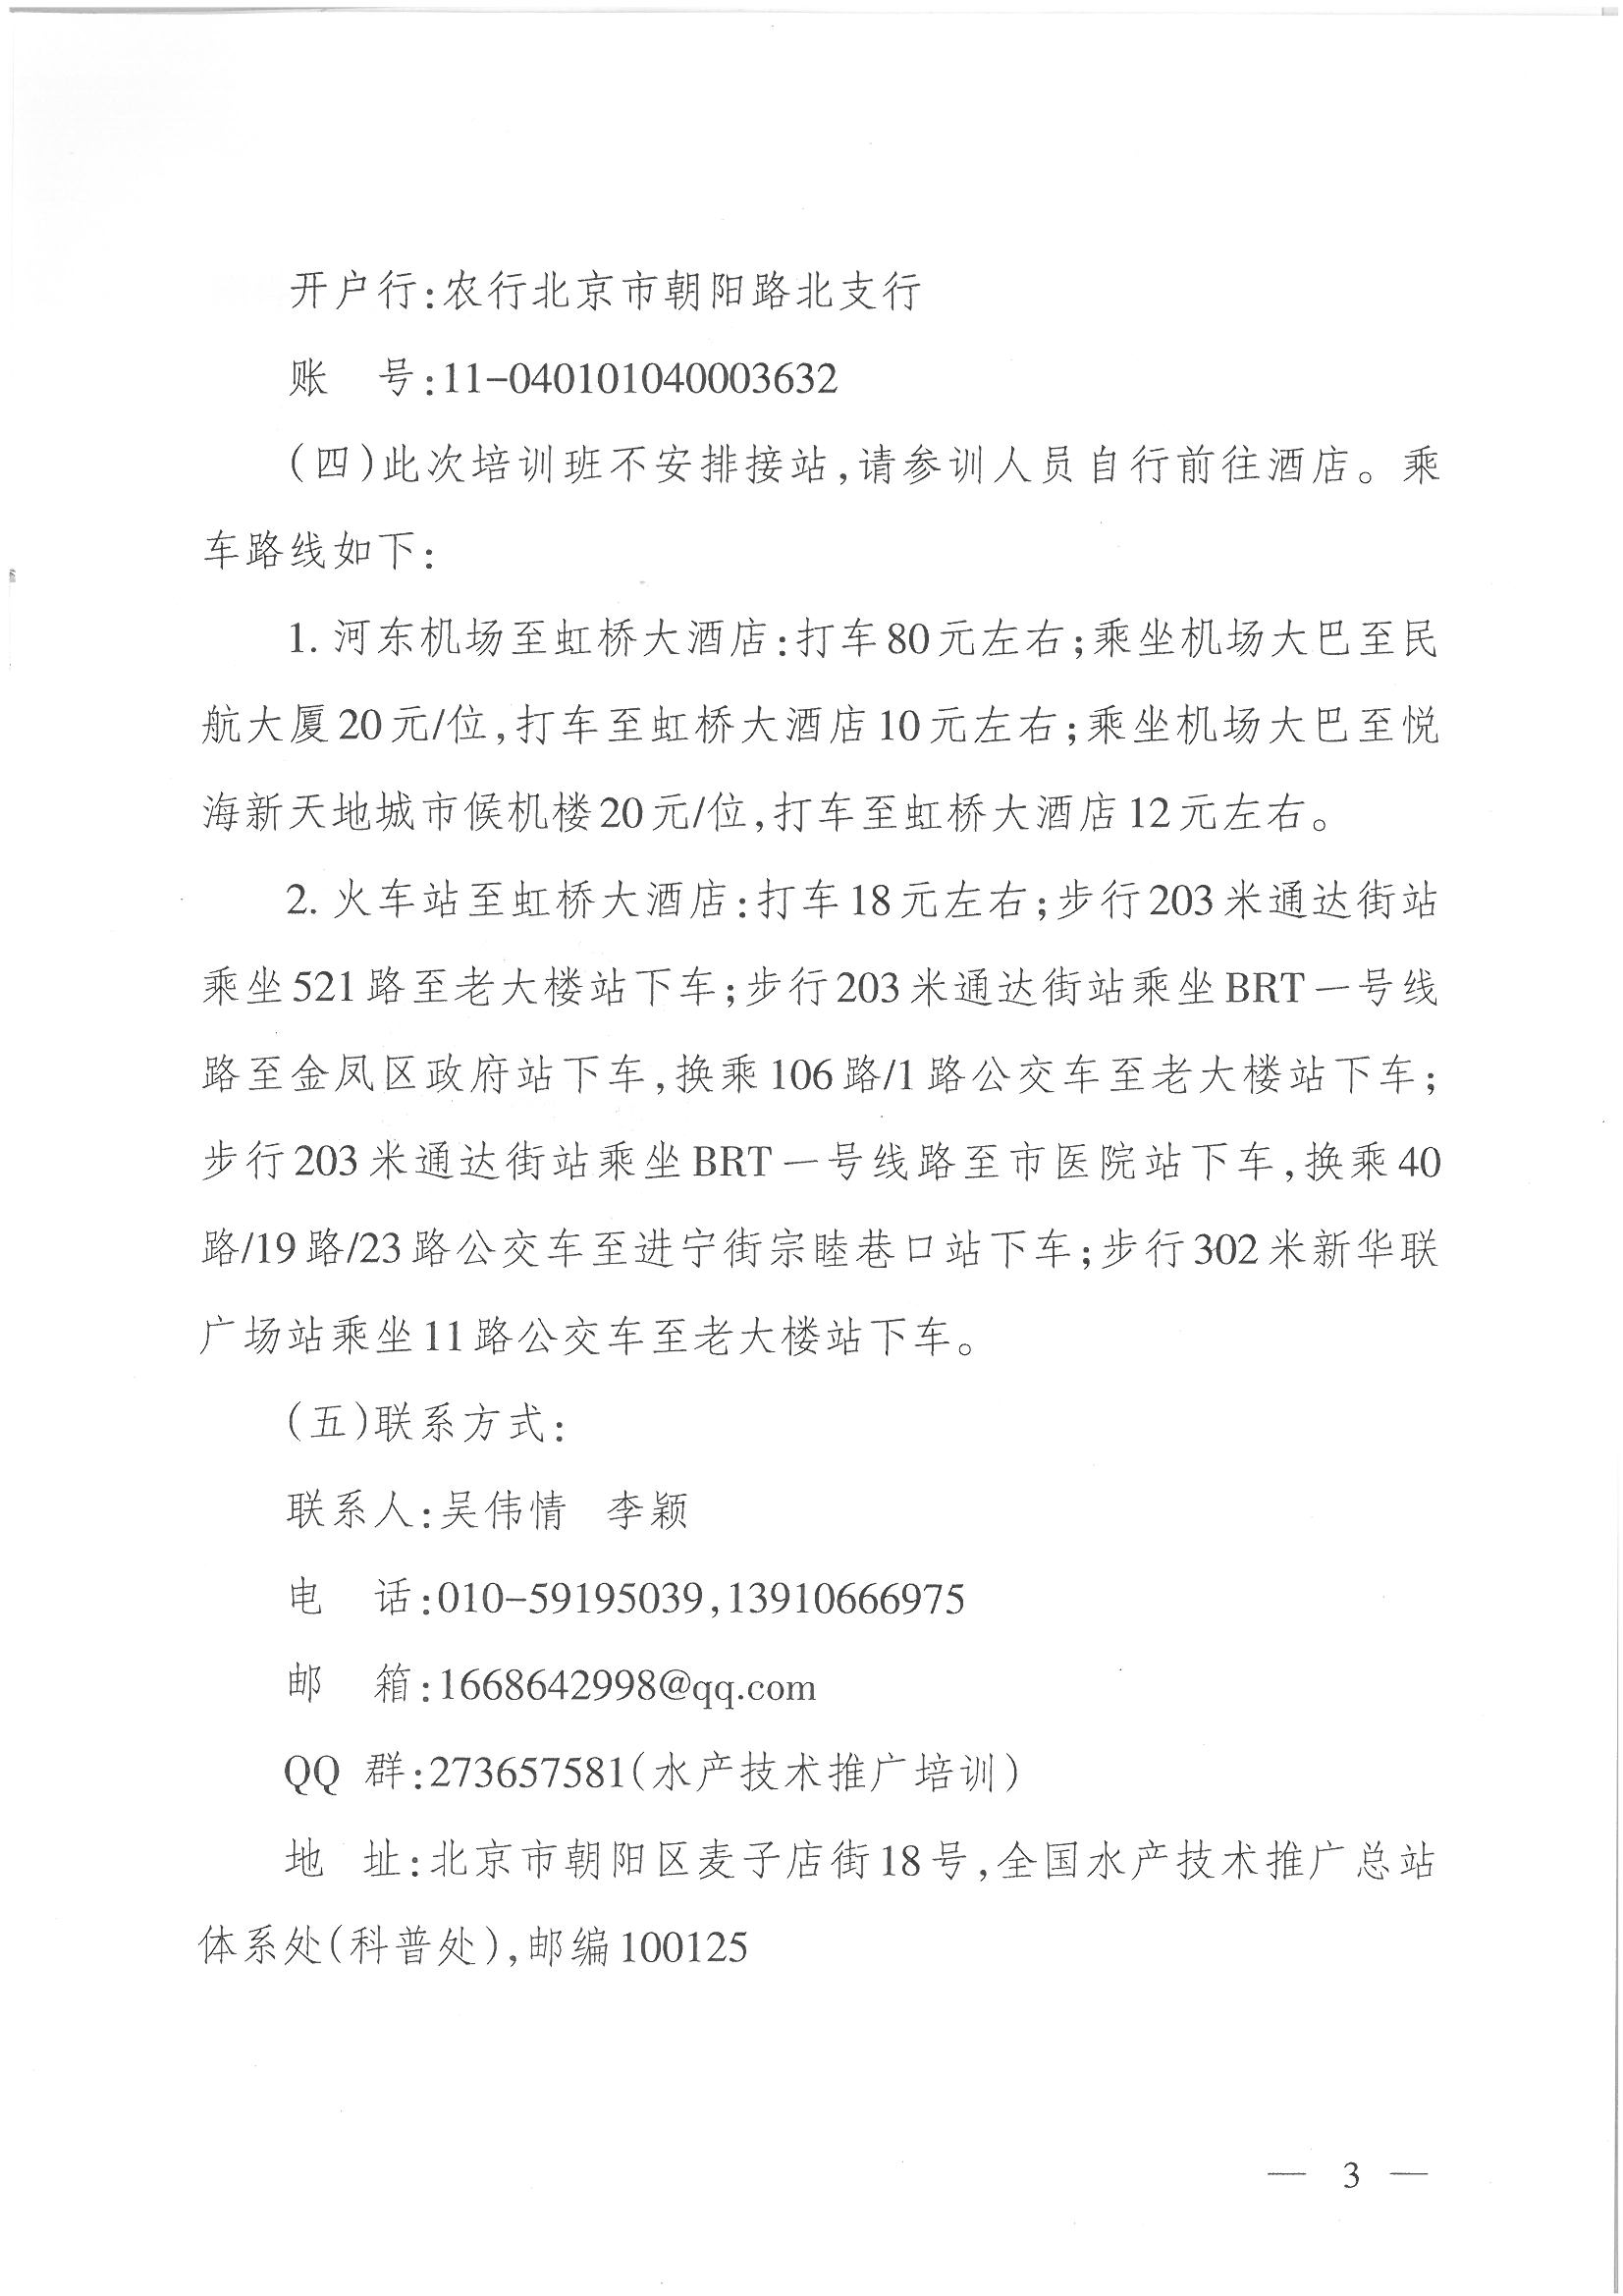 开户行:农行北京市朝阳路北支行
账 号:11-040101040003632
(四)此次培训班不安排接站,请参训人员自行前往酒店。乘
车路线如下:
1. 河东机场至虹桥大酒店:打车80元左右;乘坐机场大巴至民
航大厦20元/位,打车至虹桥大酒店10元左右;乘坐机场大巴至悦
海新天地城市候机楼20元/位,打车至虹桥大酒店12元左右。
2. 火车站至虹桥大酒店:打车18元左右;步行203米通达街站
乘坐521路至老大楼站下车;步行203米通达街站乘坐BRT一号线
路至金凤区政府站下车,换乘106路/1路公交车至老大楼站下车;
步行203米通达街站乘坐BRT一号线路至市医院站下车,换乘40
路/19路/23路公交车至进宁街宗睦巷口站下车;步行302米新华联
广场站乘坐11路公交车至老大楼站下车。
(五)联系方式:
联系人:吴伟情 李颖
电 话:010-59195039,13910666975
邮 箱:1668642998@qq.com
QQ 群:273657581(水产技术推广培训)
地 址:北京市朝阳区麦子店街18号,全国水产技术推广总站
体系处(科普处),邮编100125
— 3 —